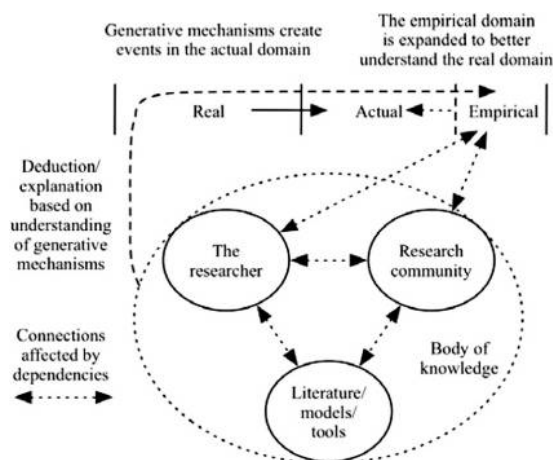 Generative mechanisms create
events in the actual domain
The empirical domain
is expanded to better
understand the real domain
Real
Actual
Empirical
Deduction/
explanation
based on
understanding
of generative
mechanisms
The
researcher
Research
community
Connections
affected by
dependencies
Body of
knowledge
Literature/
models/
tools